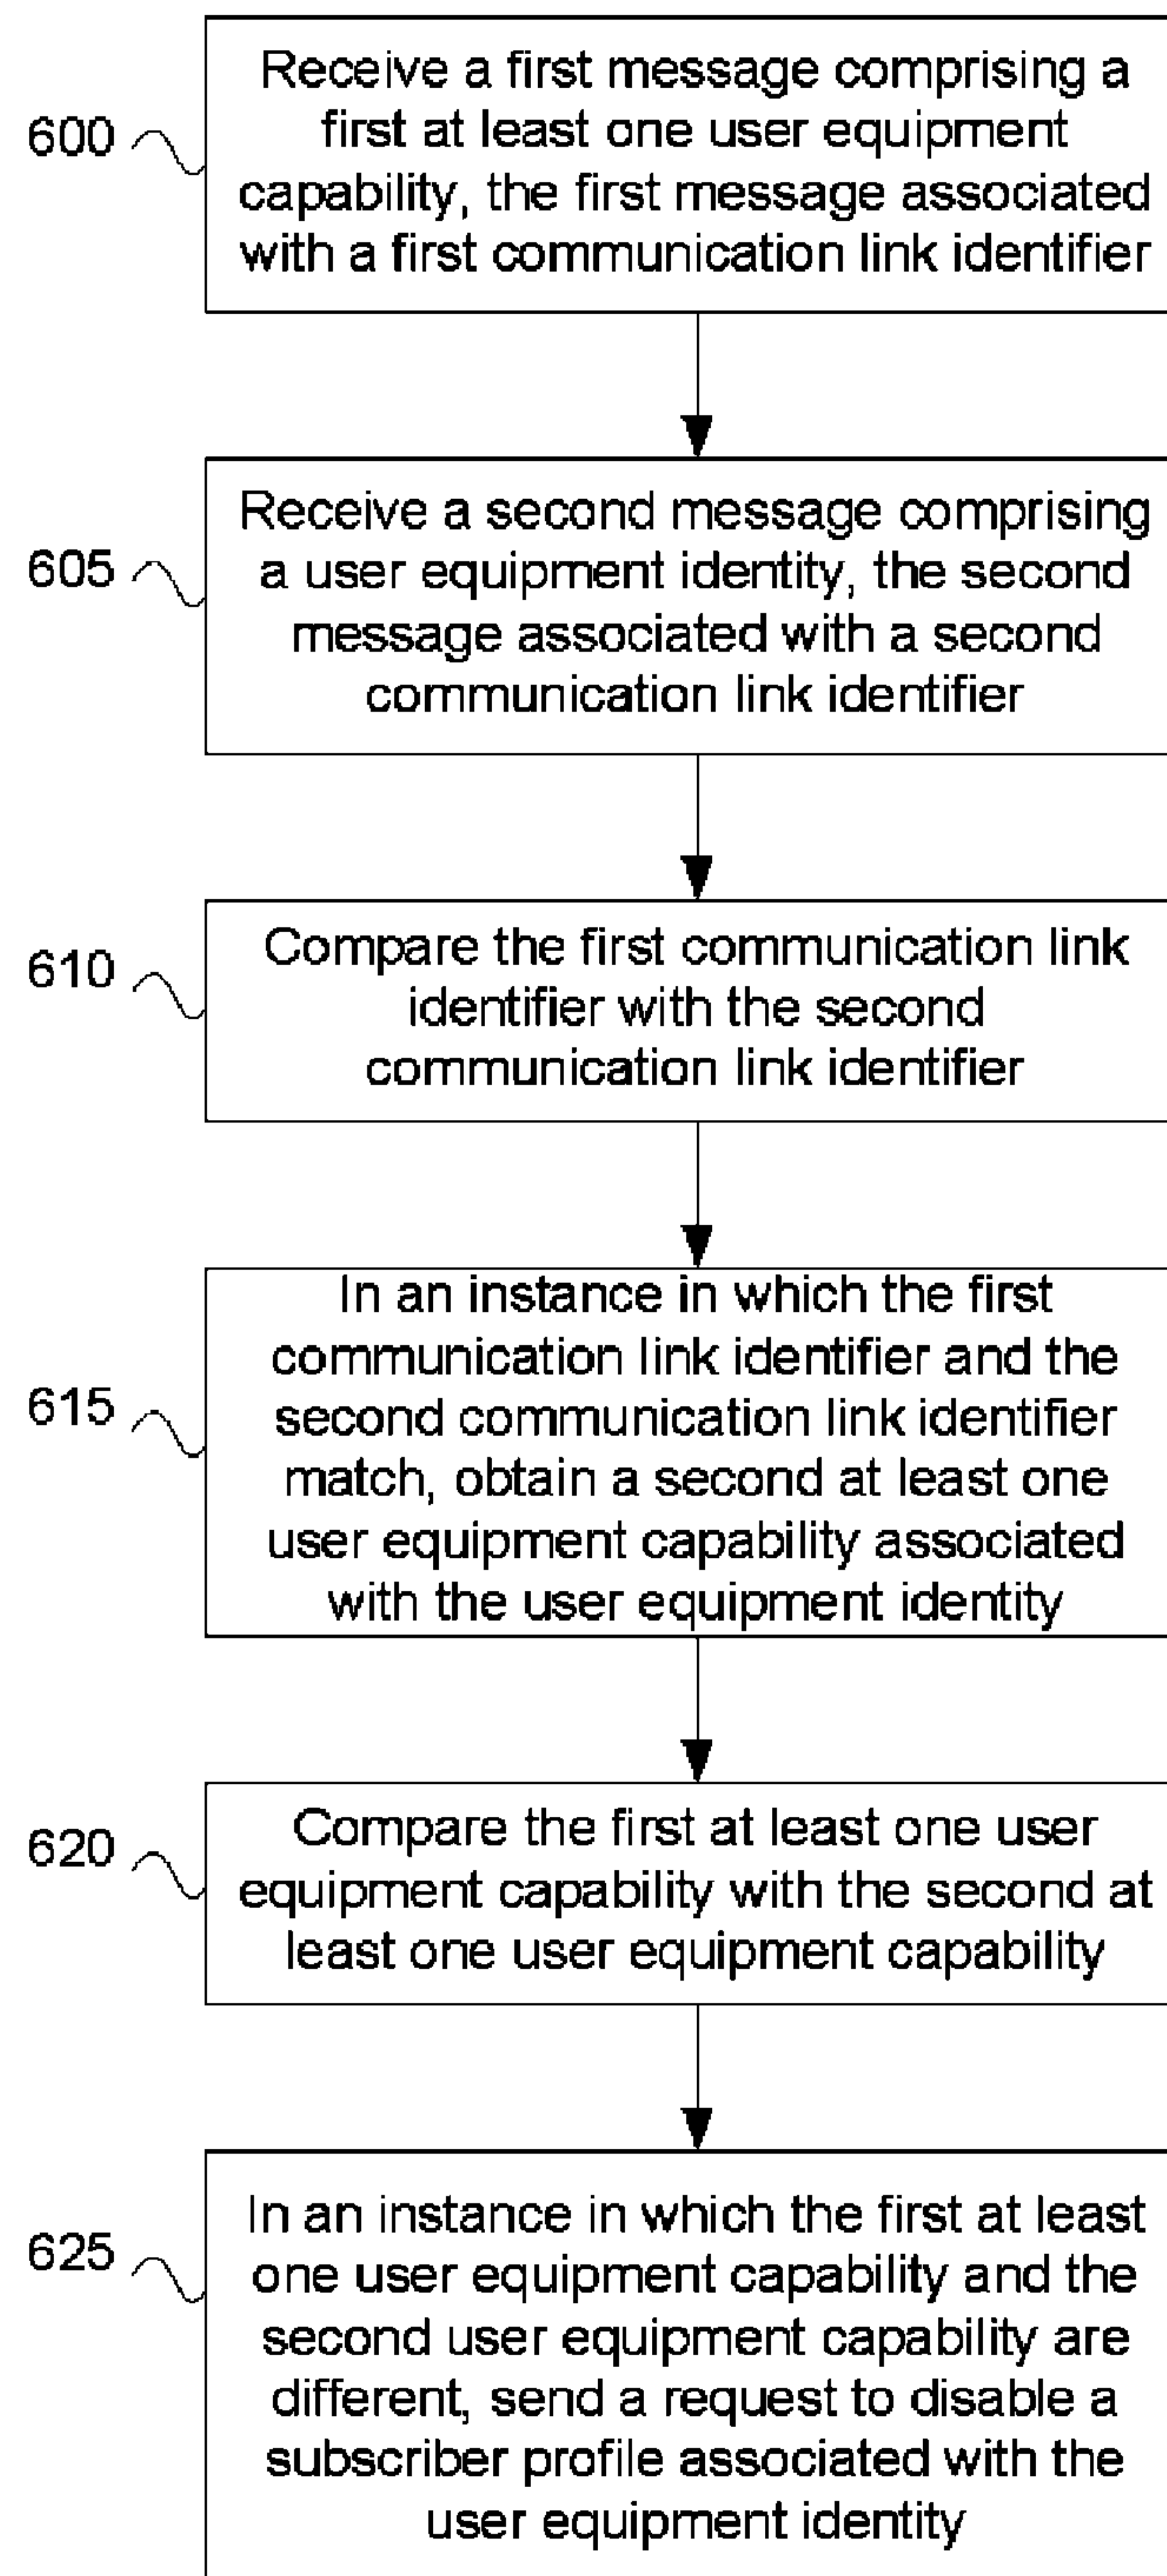 600
Receive a first message comprising a
first at least one user equipment
capability, the first message associated
with a first communication link identifier
605
Receive a second message comprising
a user equipment identity, the second
message associated with a second
communication link identifier
610
Compare the first communication link
identifier with the second
communication link identifier
615
In an instance in which the first
communication link identifier and the
second communication link identifier
match, obtain a second at least one
user equipment capability associated
with the user equipment identity
620
Compare the first at least one user
equipment capability with the second at
least one user equipment capability
625
In an instance in which the first at least
one user equipment capability and the
second user equipment capability are
different, send a request to disable a
subscriber profile associated with the
user equipment identity